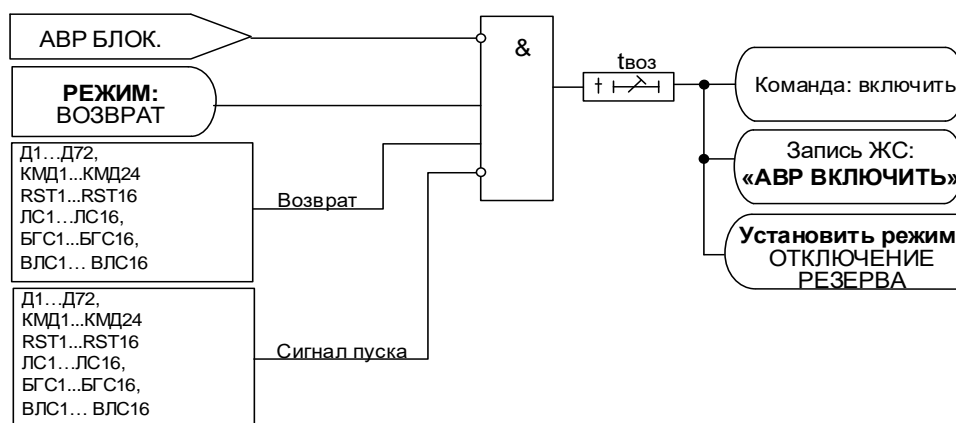 АВР БЛОК.
РЕЖИМ:
ВОЗВРАТ
Д1…Д72,
КМД1...КМД24
RST1...RST16
ЛС1…ЛС16,
БГС1...БГС16,
ВЛС1… ВЛС16
Возврат
Д1…Д72,
КМД1...КМД24
RST1...RST16
ЛС1…ЛС16,
БГС1...БГС16,
ВЛС1… ВЛС16
Сигнал пуска
&
tвоз
Команда: включить
Запись ЖС:
«АВР ВКЛЮЧИТЬ»
Установить режим
ОТКЛЮЧЕНИЕ
РЕЗЕРВА